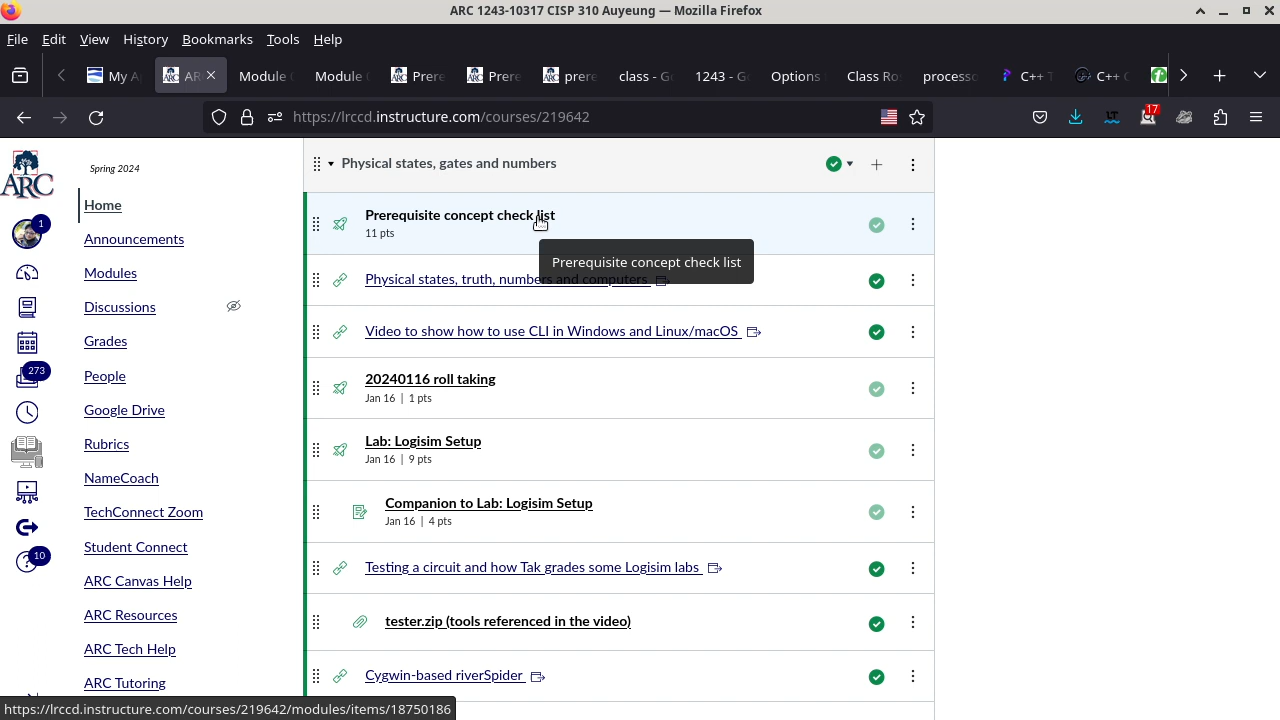 ARC 1243-10317 CISP 310 Auyeung — Mozilla Firefox
File Edit View History Bookmarks Tools Help
My A
AR
Module
Module
Prere
Prere
prere
class - G
1243 - G
Options
Class Ro
processo
C++ T
C++
https://lrccd.instructure.com/courses/219642
17
ARC
1
273
10
Spring 2024
Home
Announcements
Modules
Discussions
Grades
People
Google Drive
Rubrics
NameCoach
TechConnect Zoom
Student Connect
ARC Canvas Help
ARC Resources
ARC Tech Help
ARC Tutoring
Physical states, gates and numbers
Prerequisite concept check list
11 pts
Prerequisite concept check list
Physical states, truth, numbers and computers
Video to show how to use CLI in Windows and Linux/macOS
20240116 roll taking
Jan 16 | 1 pts
Lab: Logisim Setup
Jan 16 | 9 pts
Companion to Lab: Logisim Setup
Jan 16 | 4 pts
Testing a circuit and how Tak grades some Logisim labs
tester.zip (tools referenced in the video)
Cygwin-based riverSpider
https://lrccd.instructure.com/courses/219642/modules/items/18750186